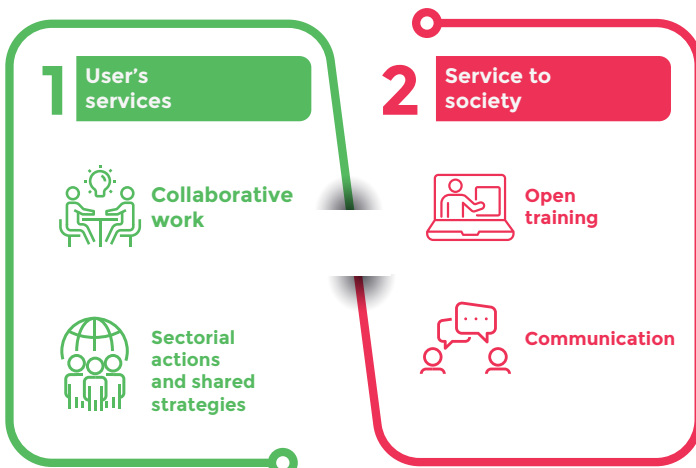 1
User's
services
Collaborative
work
Sectorial
actions
and shared
strategies
2
Service to
society
Open
training
Communication